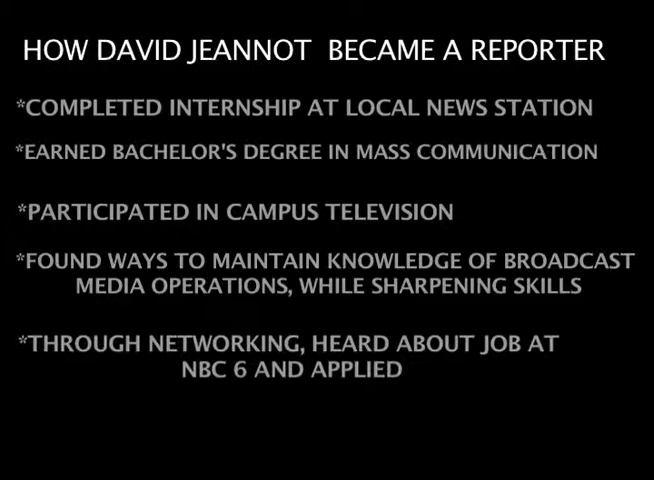 HOW DAVID JEANNOT BECAME A REPORTER
*COMPLETED INTERNSHIP AT LOCAL NEWS STATION
*EARNED BACHELOR'S DEGREE IN MASS COMMUNICATION
*PARTICIPATED IN CAMPUS TELEVISION
*FOUND WAYS TO MAINTAIN KNOWLEDGE OF BROADCAST
MEDIA OPERATIONS, WHILE SHARPENING SKILLS
*THROUGH NETWORKING, HEARD ABOUT JOB AT
NBC 6 AND APPLIED